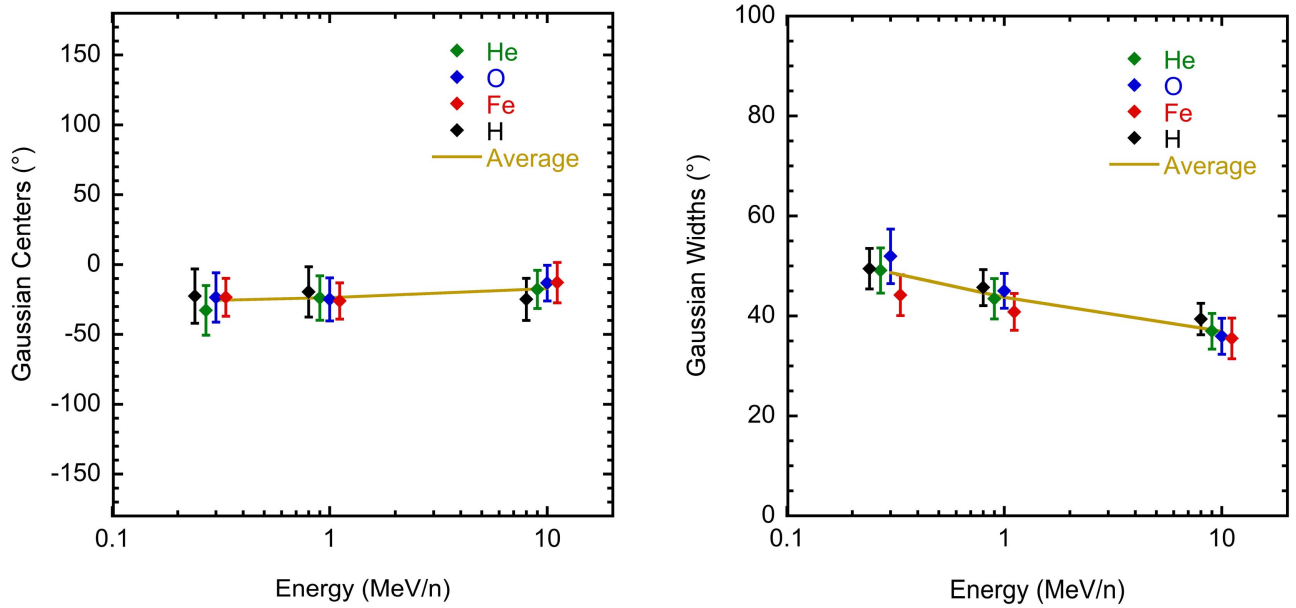 Gaussian Centers (°)
150
100
50
0
-50
-100
-150
He
O
Fe
H
Average
0.1
1
10
Energy (MeV/n)
Gaussian Widths (°)
100
80
60
40
20
0
He
O
Fe
H
Average
0.1
1
10
Energy (MeV/n)